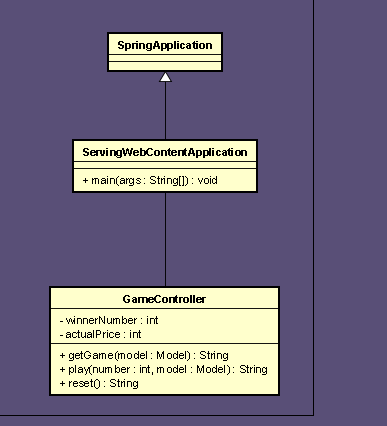 SpringApplication
ServingWebContentApplication
+ main(args : String[]) : void
GameController
- winnerNumber : int
- actualPrice : int
+ getGame(model : Model) : String
+ play(number : int, model : Model) : String
+ reset() : String